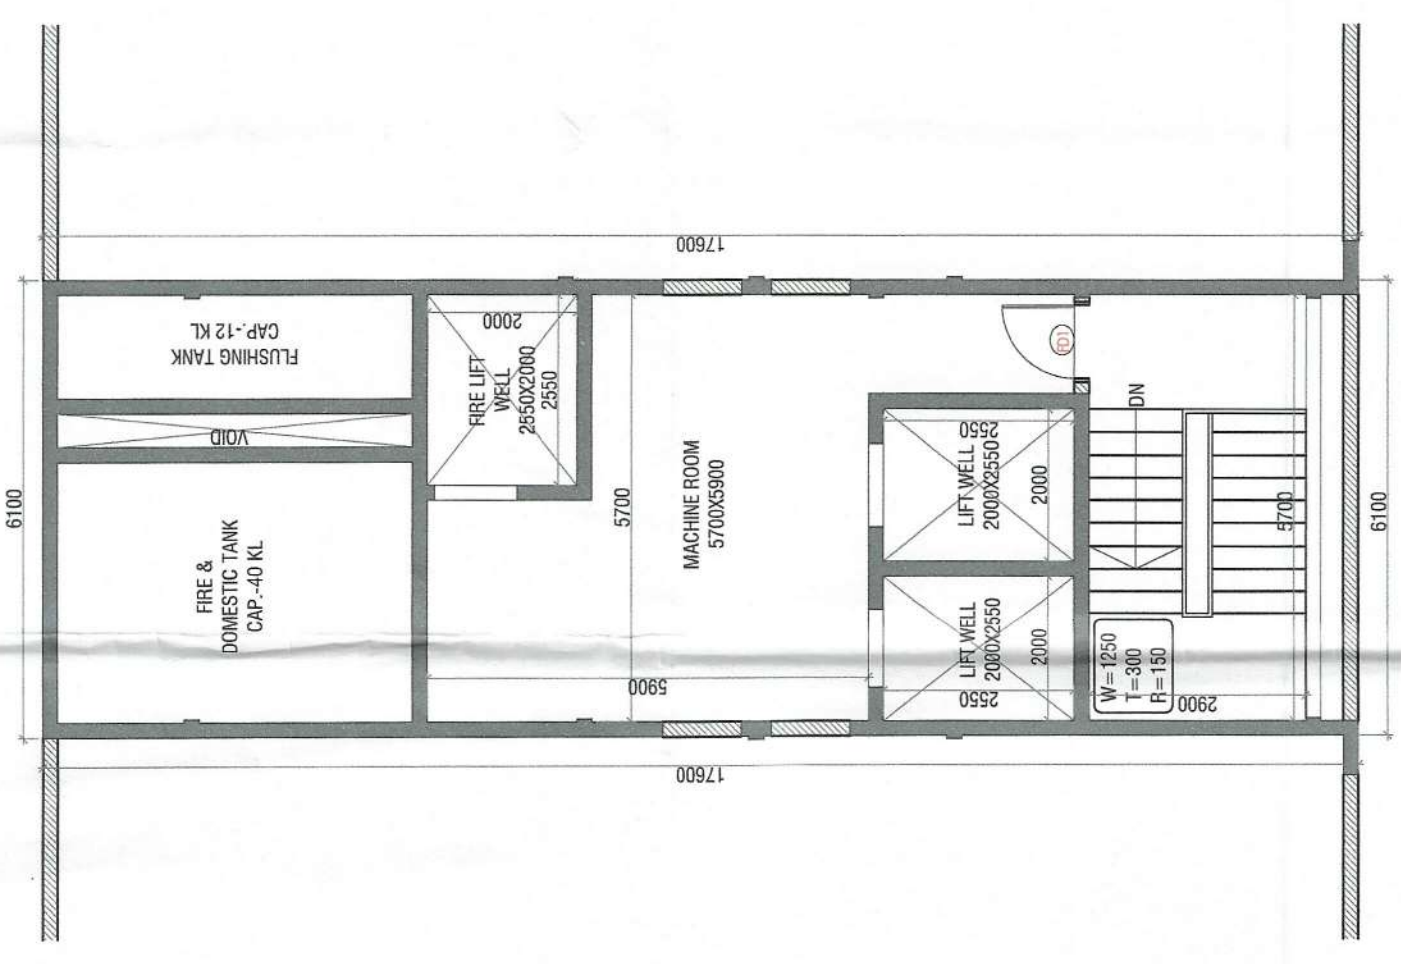 17600
6100
FLUSHING TANK
CAP.-12 KL
VOID
FIRE &
DOMESTIC TANK
CAP.-40 KL
2000
FIRE LIFT
WELL
2550X2000
2550
5700
MACHINE ROOM
5700X5900
5900
FD1
2550
LIFT WELL
2000X2550
2000
LIFT WELL
2000X2550
2000
2550
DN
5700
W=1250
T=300
R=150
2900
6100
17600